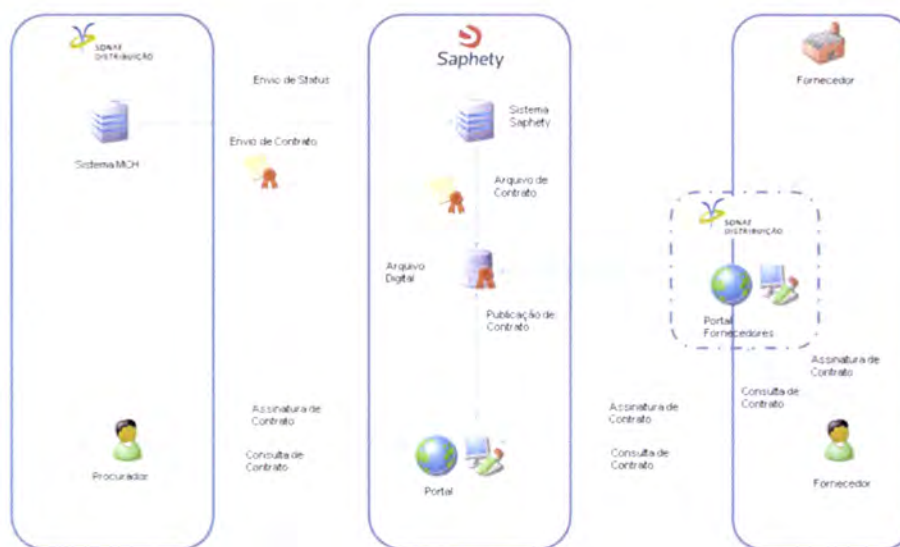 SONAE
DISTRIBUIÇÃO
Sistema MCH
Procurador
Envio de Status
Envio de Contrato
Assinatura de
Contrato
Consulta de
Contrato
Saphety
Sistema
Saphety
Arquivo de
Contrato
Arquivo
Digital
Publicação de
Contrato
Portal
Assinatura de
Contrato
Consulta de
Contrato
Fornecedor
SONAE
DISTRIBUIÇÃO
Portal
Fornecedores
Assinatura de
Contrato
Consulta de
Contrato
Fornecedor